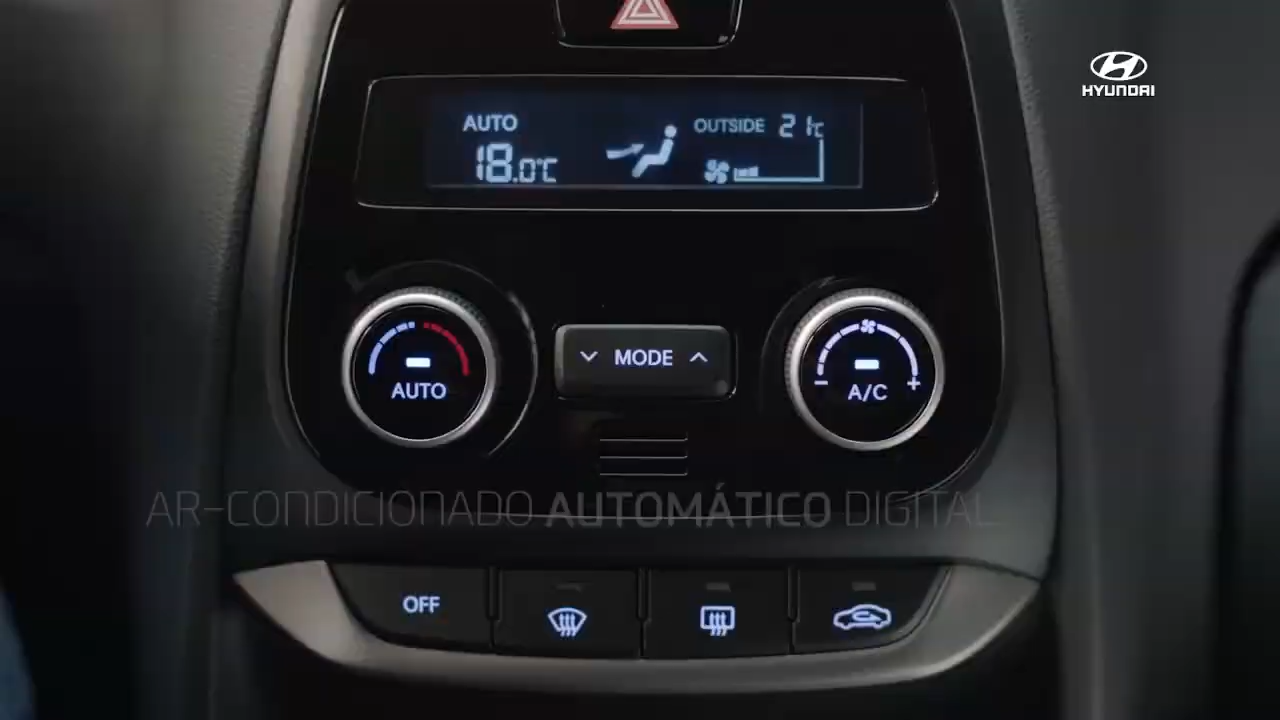 HYUNDAI
AUTO
18.0°C
OUTSIDE 21°C
AUTO
MODE
A/C
AR-CONDICIONADO AUTOMÁTICO DIGITAL
OFF